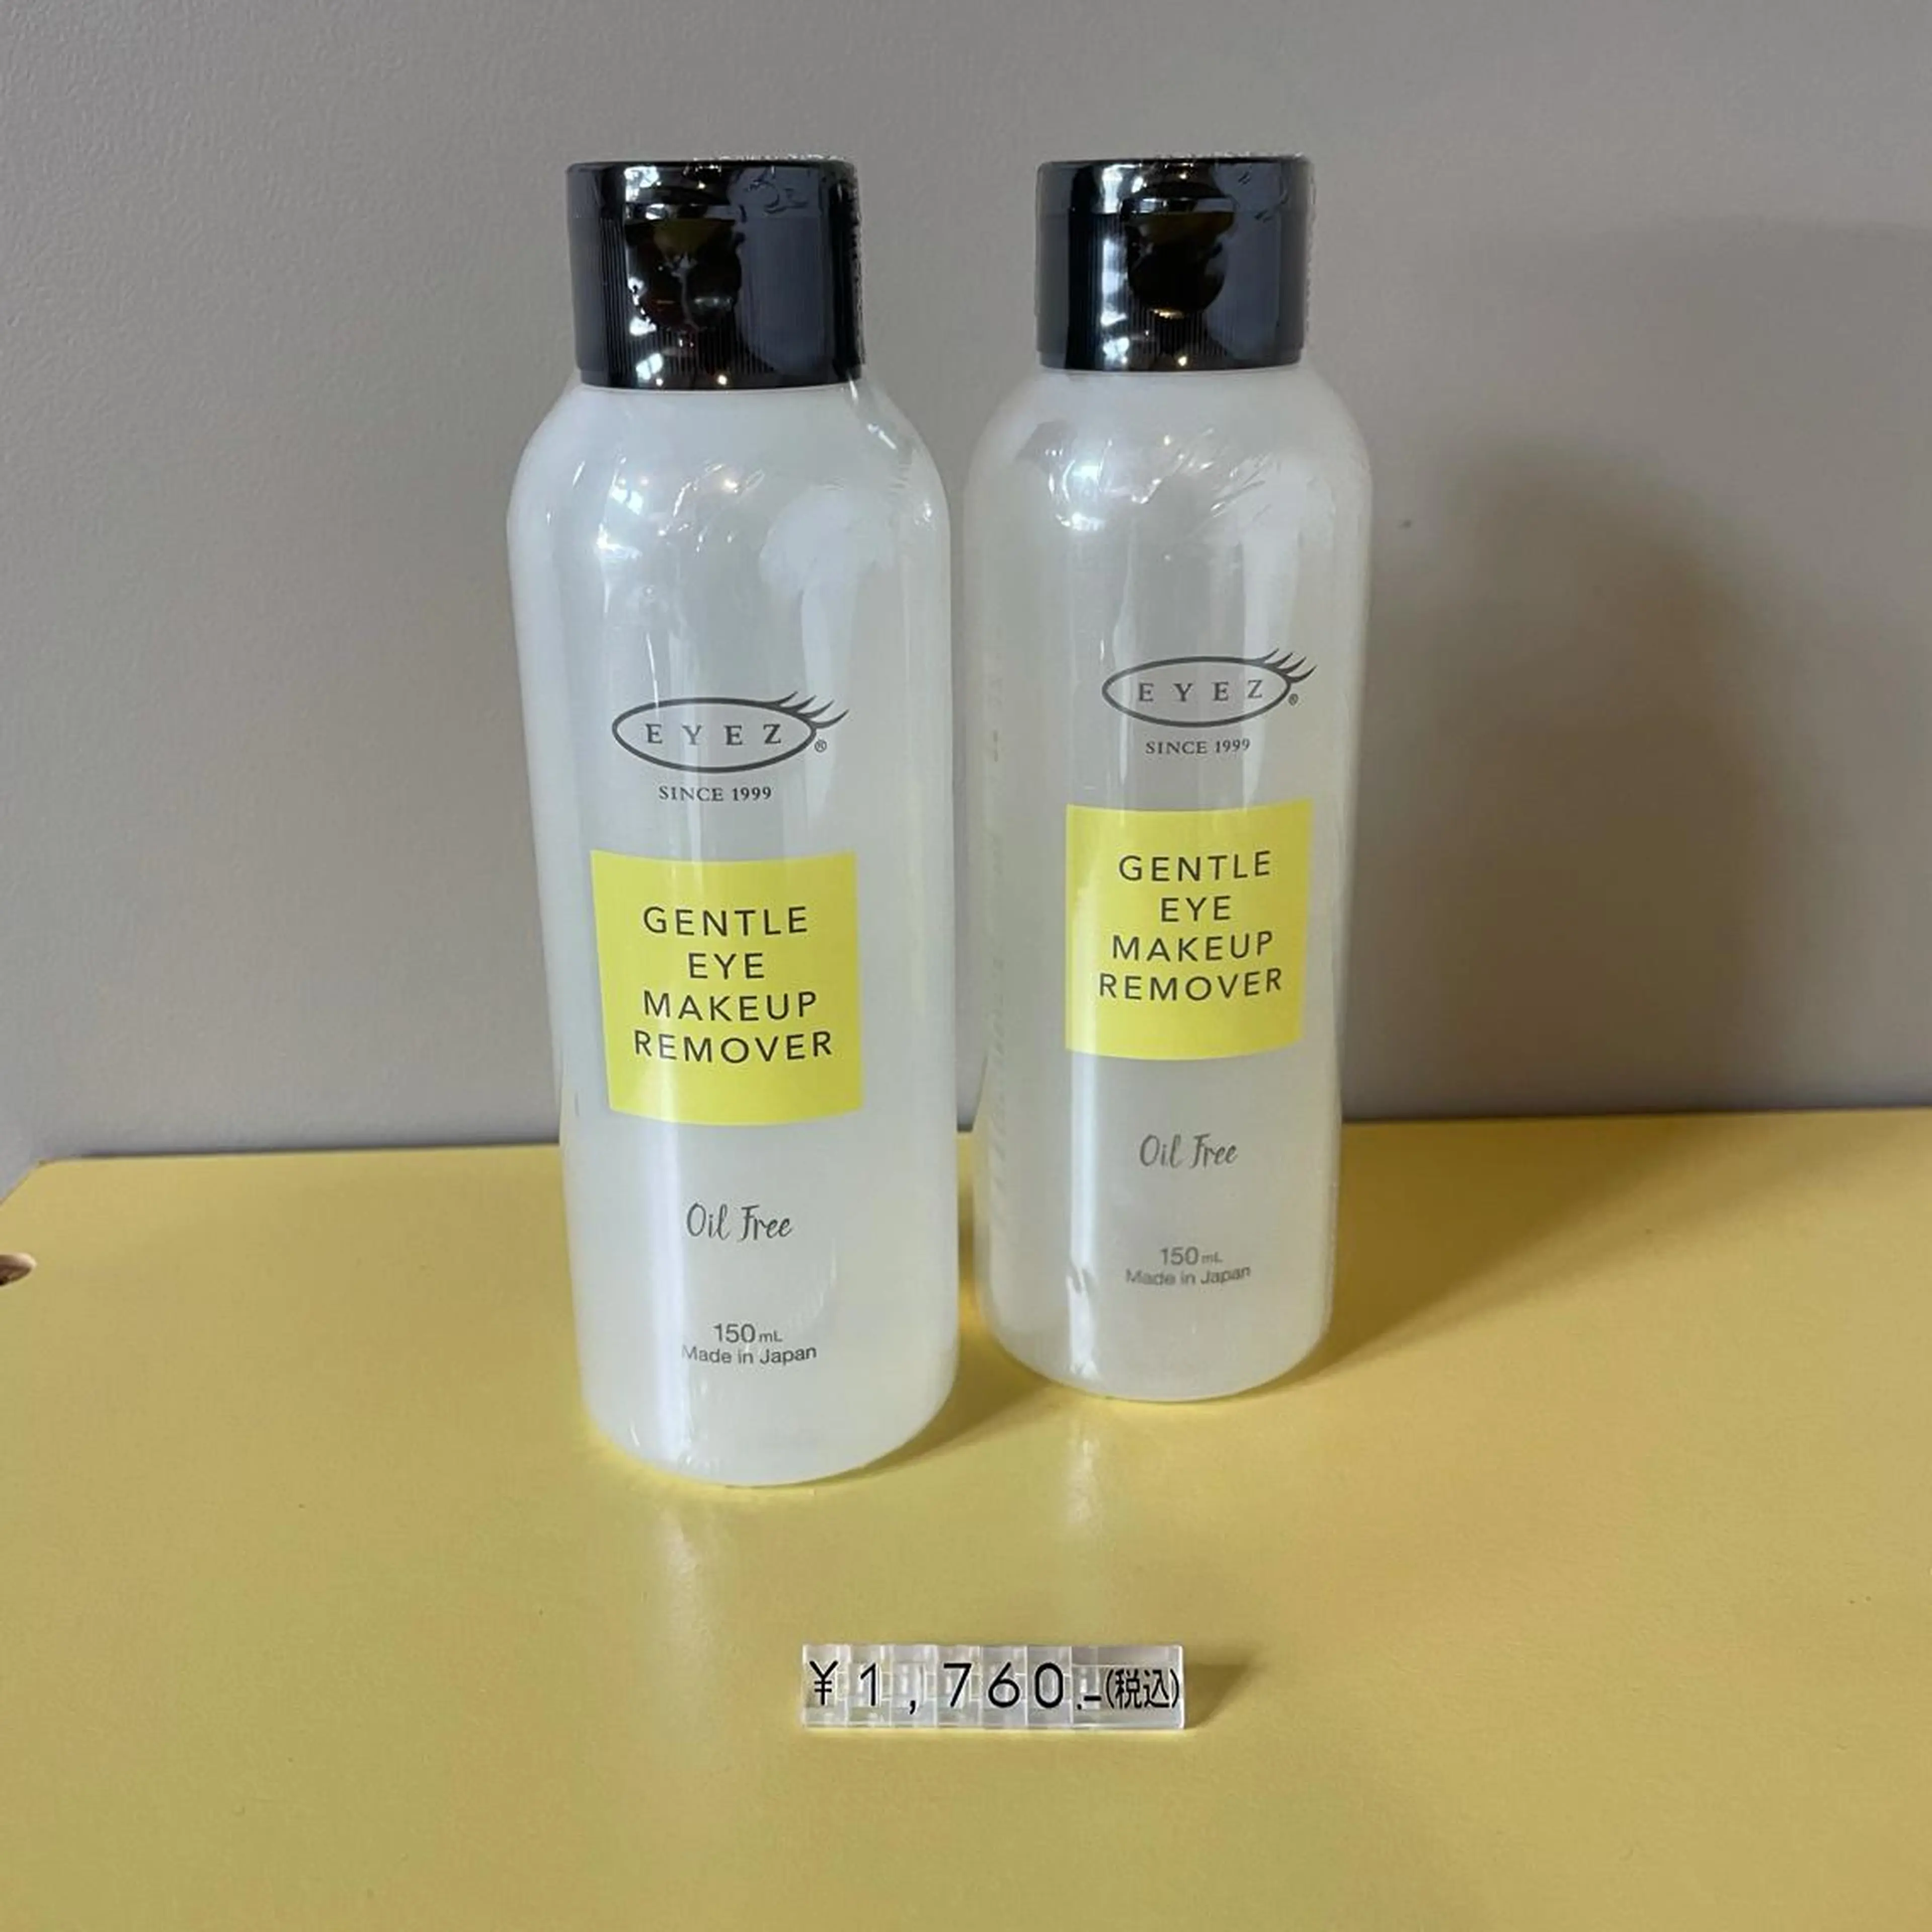 EYEZ®
SINCE 1999
GENTLE
EYE
MAKEUP
REMOVER
Oil Free
150mL
Made in Japan
EYEZ®
SINCE 1999
GENTLE
EYE
MAKEUP
REMOVER
Oil Free
150mL
Made in Japan
¥1,760.-(税込)